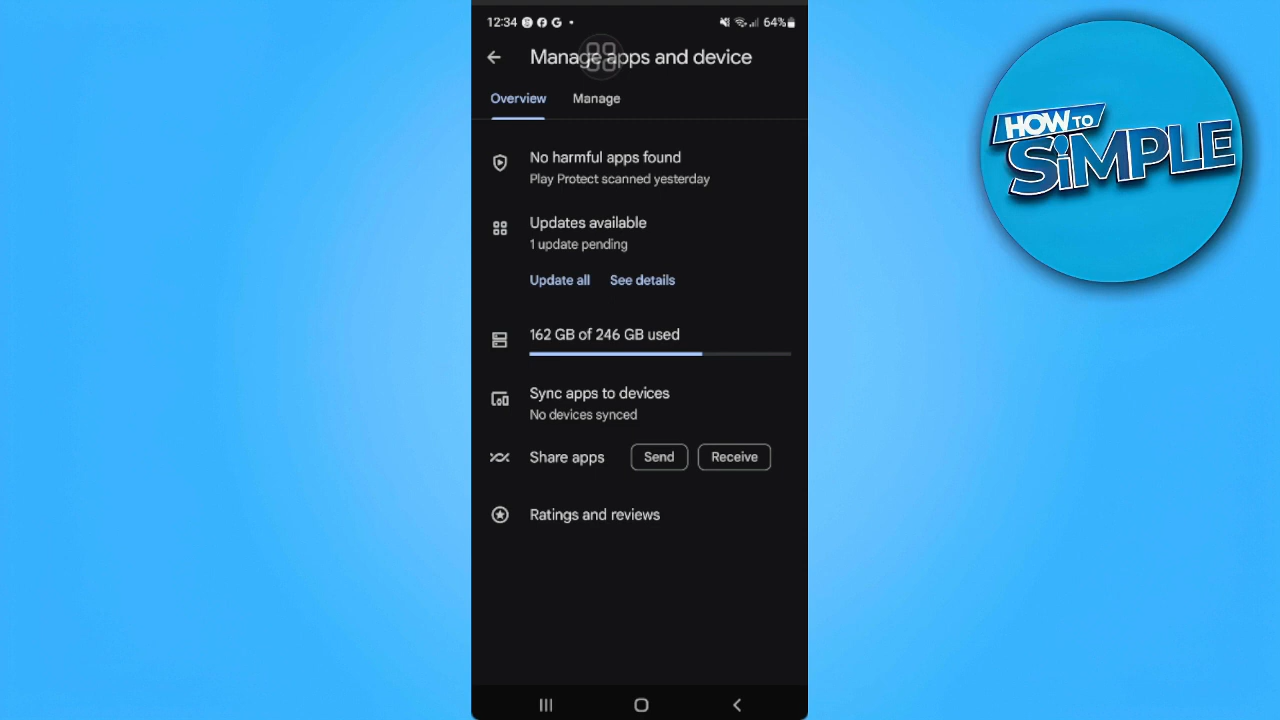 12:34
64%
Manage apps and device
Overview Manage
No harmful apps found
Play Protect scanned yesterday
Updates available
1 update pending
Update all See details
162 GB of 246 GB used
Sync apps to devices
No devices synced
Share apps Send Receive
Ratings and reviews
HOW TO
SiMPLE